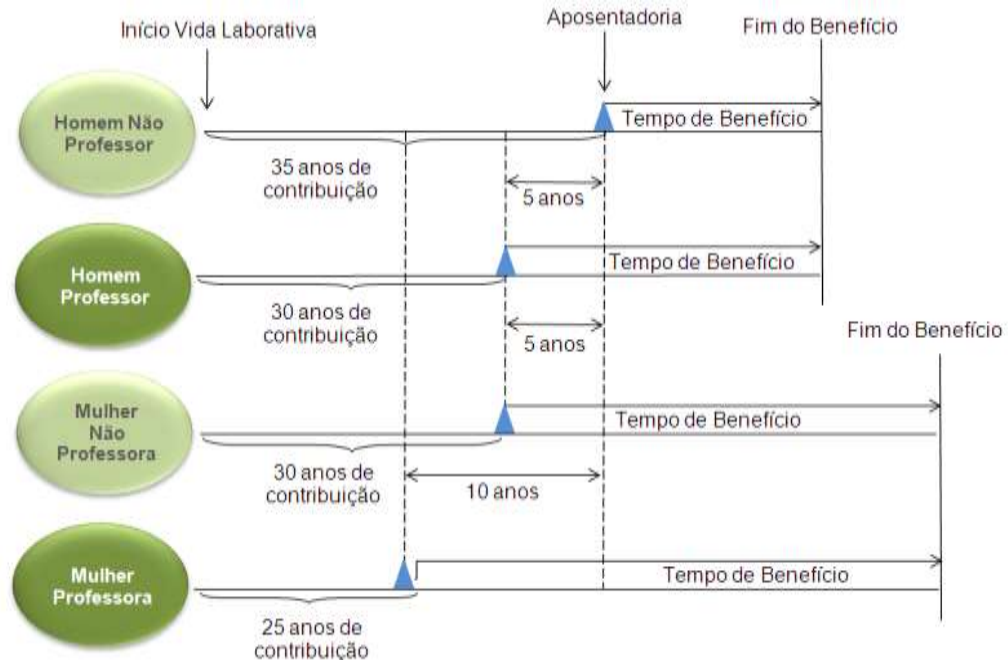 Início Vida Laborativa
Aposentadoria
Fim do Benefício
Homem Não
Professor
Tempo de Benefício
35 anos de
contribuição
5 anos
Homem
Professor
Tempo de Benefício
30 anos de
contribuição
5 anos
Fim do Benefício
Mulher
Não
Professora
Tempo de Benefício
30 anos de
contribuição
10 anos
Mulher
Professora
Tempo de Benefício
25 anos de
contribuição